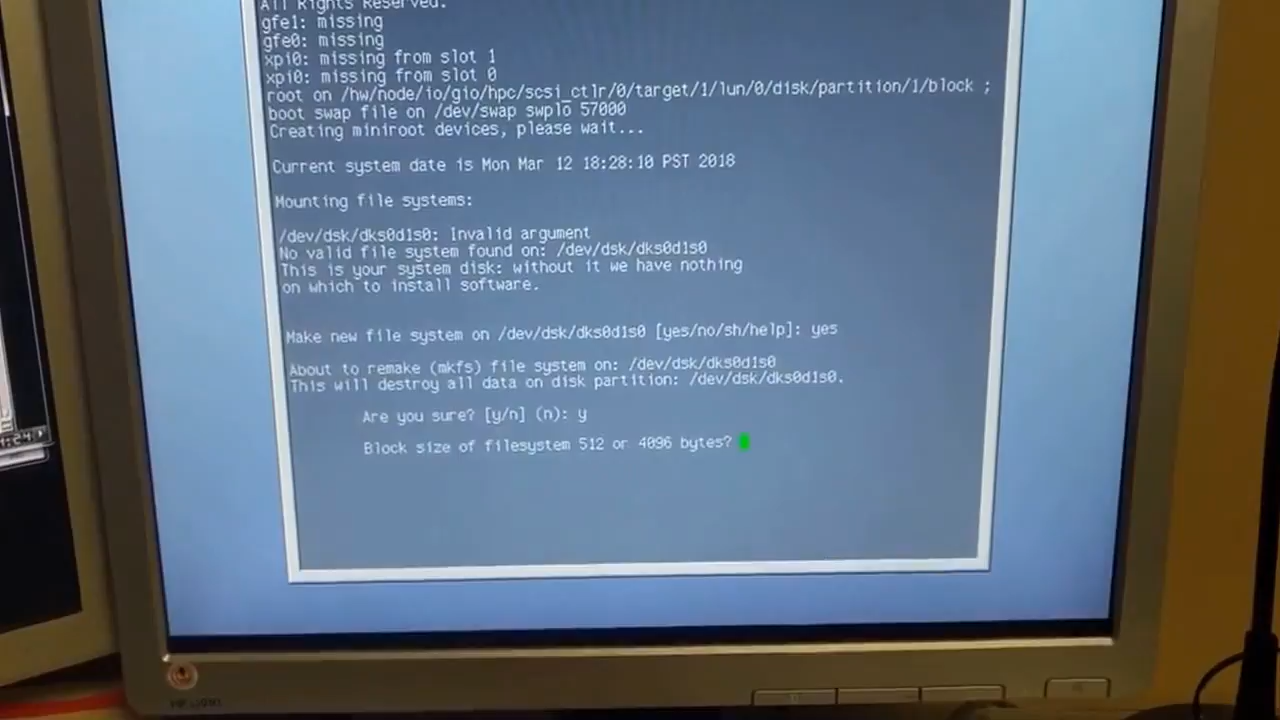 All Rights Reserved.
gfe1: missing
gfe0: missing
xpi0: missing from slot 1
xpi0: missing from slot 0
root on /hw/node/io/gio/hpc/scsi_ctlr/0/target/1/lun/0/disk/partition/1/block ;
boot swap file on /dev/swap swplo 57000
Creating miniroot devices, please wait...
Current system date is Mon Mar 12 18:28:10 PST 2018
Mounting file systems:
/dev/dsk/dks0d1s0: Invalid argument
No valid file system found on: /dev/dsk/dks0d1s0
This is your system disk: without it we have nothing
on which to install software.
Make new file system on /dev/dsk/dks0d1s0 [yes/no/sh/help]: yes
About to remake (mkfs) file system on: /dev/dsk/dks0d1s0
This will destroy all data on disk partition: /dev/dsk/dks0d1s0.
Are you sure? [y/n] (n): y
Block size of filesystem 512 or 4096 bytes?